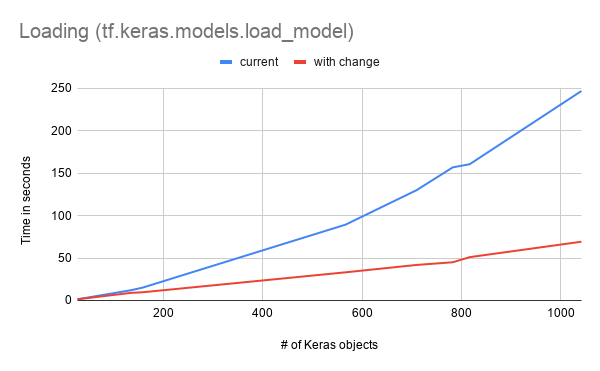 Loading (tf.keras.models.load_model)
current with change
250
200
150
100
50
0
Time in seconds
200 400 600 800 1000
# of Keras objects